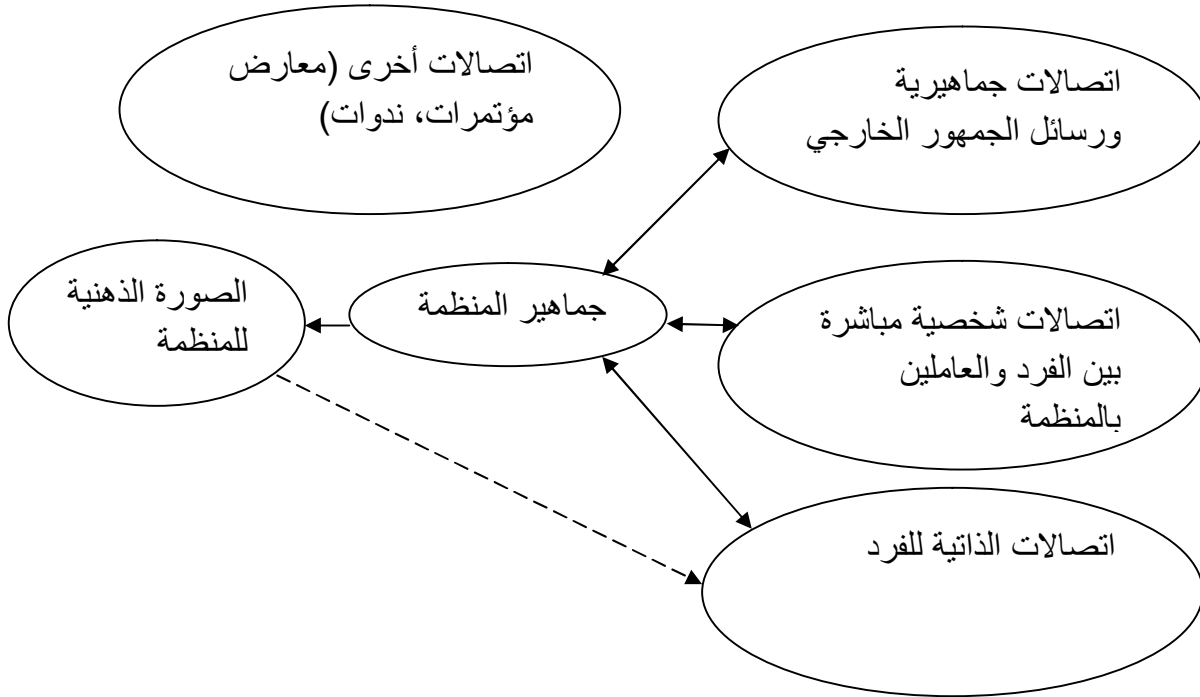 اتصالات أخرى (معارض
مؤتمرات، ندوات)
اتصالات جماهيرية
ورسائل الجمهور الخارجي
الصورة الذهنية
للمنظمة
جماهير المنظمة
اتصالات شخصية مباشرة
بين الفرد والعاملين
بالمنظمة
اتصالات الذاتية للفرد